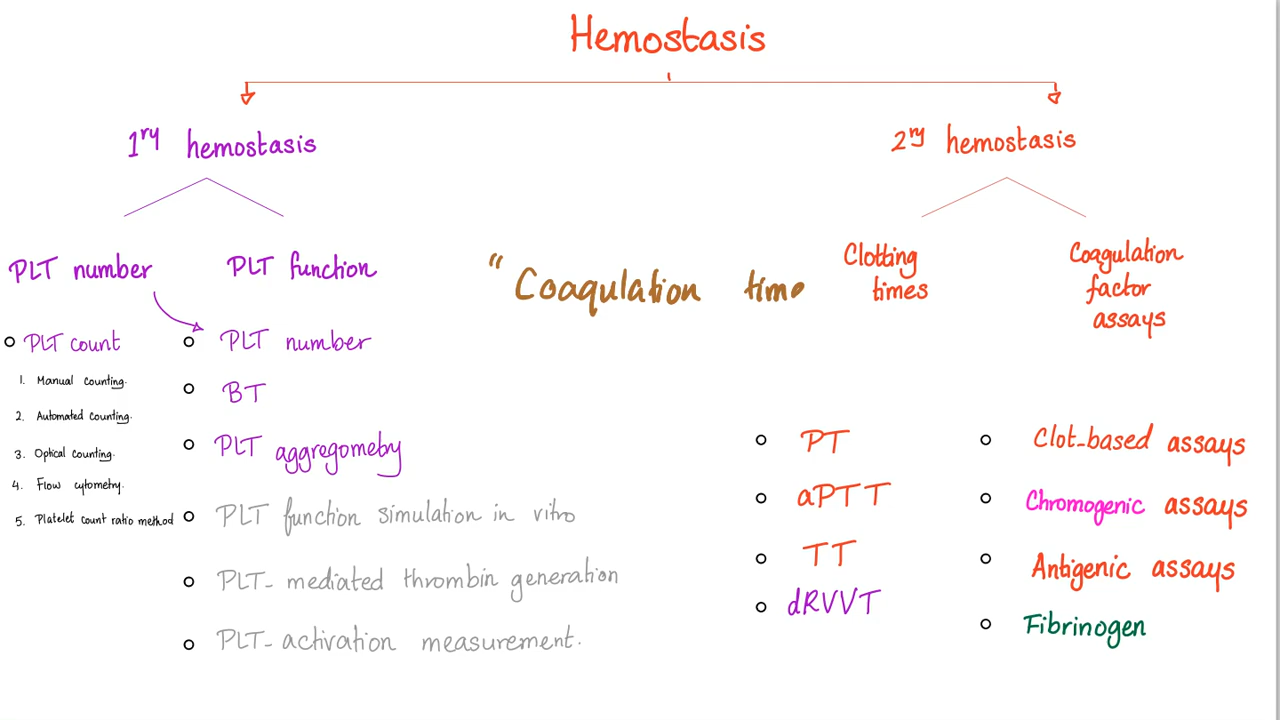 Hemostasis
1ry hemostasis
2ry hemostasis
PLT number
PLT function
" Coagulation time
Clotting
times
Coagulation
factor
assays
PLT count
1. Manual counting.
2. Automated counting.
3. Optical counting.
4. Flow cytometry.
5. Platelet count ratio method
PLT number
BT
PLT aggregometry
PLT function simulation in vitro
PLT- mediated thrombin generation
PLT- activation measurement.
PT
aPTT
TT
dRVVT
Clot-based assays
Chromogenic assays
Antigenic assays
Fibrinogen